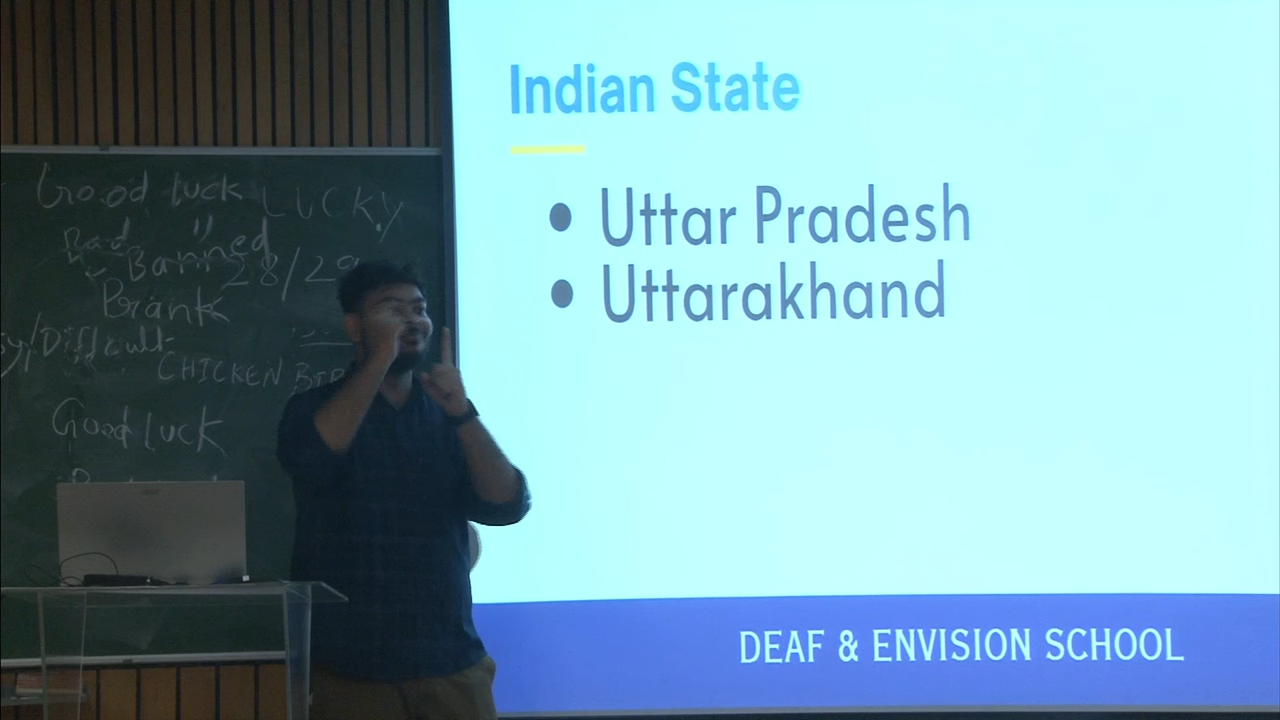 Good luck LUCKY
Bad "
Banned
28/29
Prank
/Difficult
CHICKEN
Good luck
acer
Indian State
• Uttar Pradesh
• Uttarakhand
DEAF & ENVISION SCHOOL